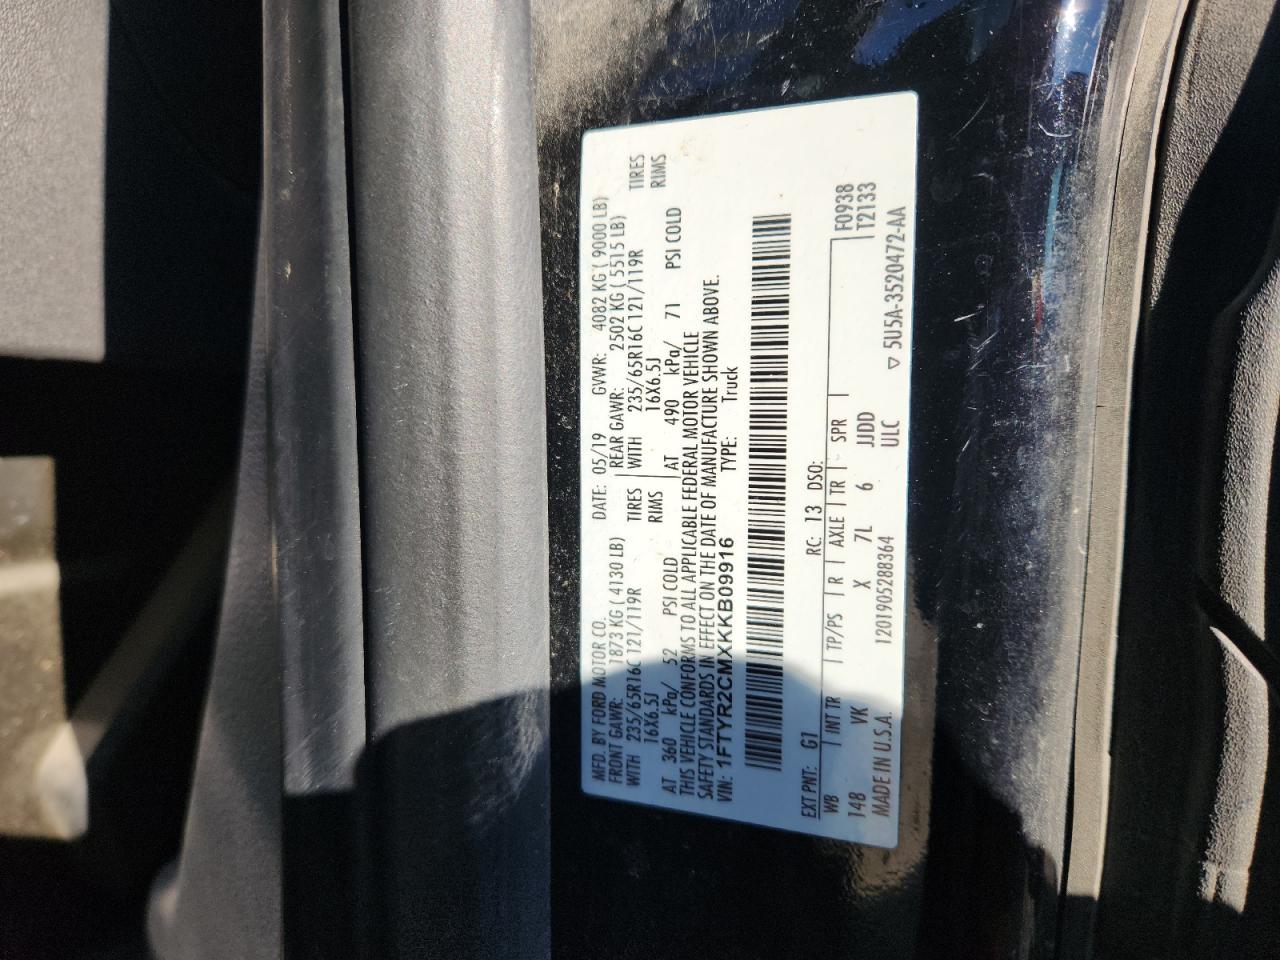 MFD. BY FORD MOTOR CO. DATE: 05/19 GVWR: 4082 KG ( 9000 LB)
FRONT GAWR: 1873 KG ( 4130 LB) REAR GAWR: 2502 KG ( 5515 LB)
WITH 235/65R16C 121/119R TIRES WITH 235/65R16C 121/119R TIRES
16X6.5J RIMS 16X6.5J RIMS
AT 360 kPa/ 52 PSI COLD AT 490 kPa/ 71 PSI COLD
THIS VEHICLE CONFORMS TO ALL APPLICABLE FEDERAL MOTOR VEHICLE
SAFETY STANDARDS IN EFFECT ON THE DATE OF MANUFACTURE SHOWN ABOVE.
VIN: 1FTYR2CMXKKB09916 TYPE: Truck
EXT PNT: G1 RC: 13 DSO:
WB INT TR TP/PS R AXLE TR SPR F0938
148 VK X 7L 6 JJDD T2133
MADE IN U.S.A. 1201905288364 ULC ▽ 5U5A-3520472-AA